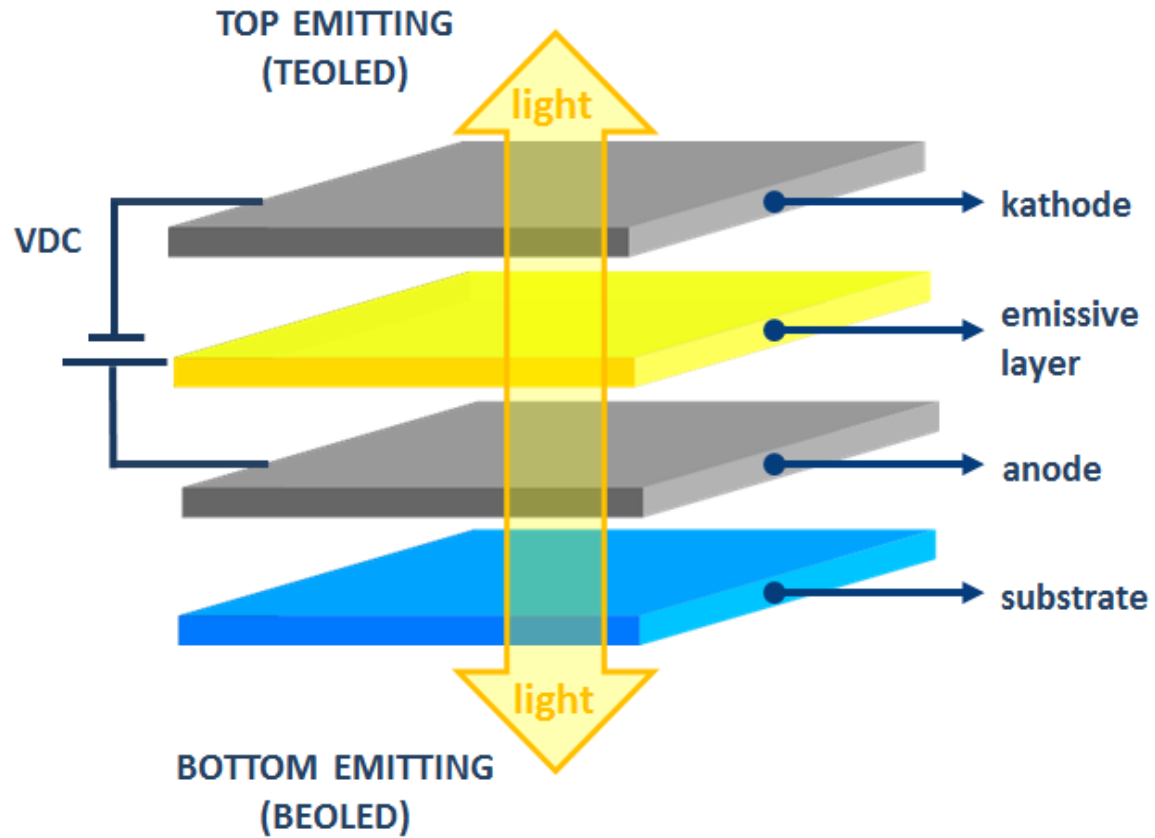 TOP EMITTING
(TEOLED)
light
kathode
VDC
emissive
layer
anode
substrate
light
BOTTOM EMITTING
(BEOLED)